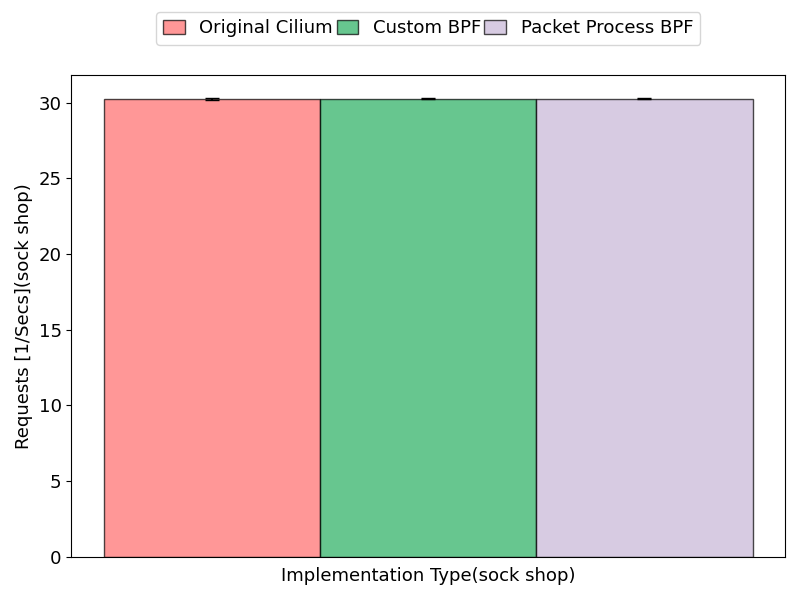 Original Cilium Custom BPF Packet Process BPF
30
25
20
15
10
5
0
Requests [1/Secs](sock shop)
Implementation Type(sock shop)